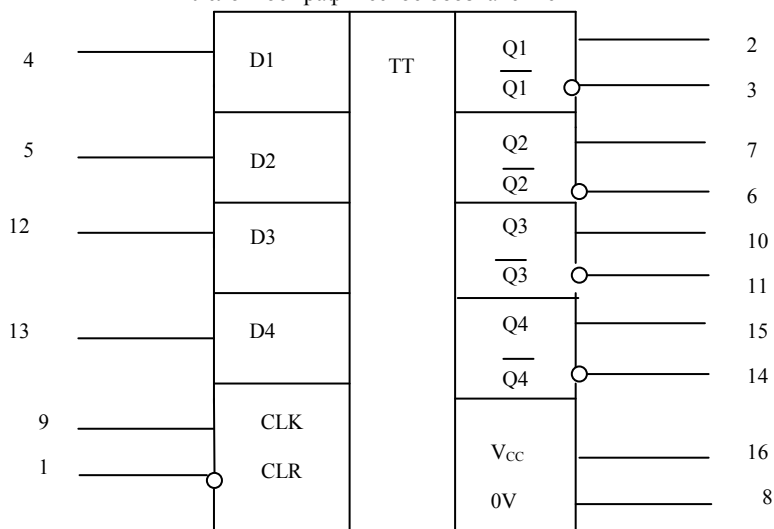 4 D1 TT Q1 2
Q1 3
5 D2 Q2 7
Q2 6
12 D3 Q3 10
Q3 11
13 D4 Q4 15
Q4 14
9 CLK
1 CLR VCC 16
0V 8